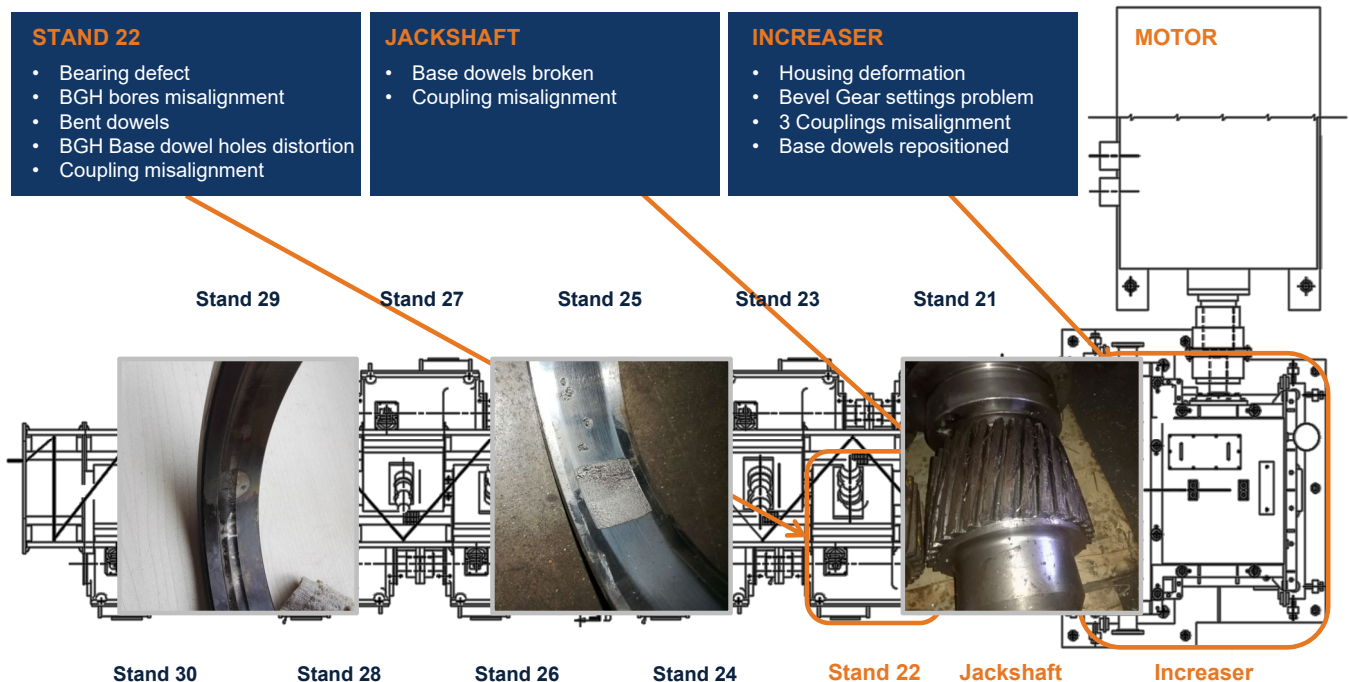 STAND 22
• Bearing defect
• BGH bores misalignment
• Bent dowels
• BGH Base dowel holes distortion
• Coupling misalignment
JACKSHAFT
• Base dowels broken
• Coupling misalignment
INCREASER
• Housing deformation
• Bevel Gear settings problem
• 3 Couplings misalignment
• Base dowels repositioned
MOTOR
Stand 29
Stand 27
Stand 25
Stand 23
Stand 21
Stand 30
Stand 28
Stand 26
Stand 24
Stand 22
Jackshaft
Increaser